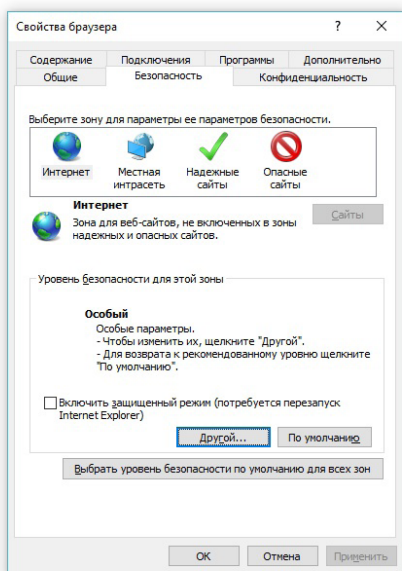 Свойства браузера
Содержание Подключения Программы Дополнительно
Общие Безопасность Конфиденциальность
Выберите зону для параметры ее параметров безопасности.
Интернет Местная интрасеть Надежные сайты Опасные сайты
Интернет
Зона для веб-сайтов, не включенных в зоны
надежных и опасных сайтов.
Сайты
Уровень безопасности для этой зоны
Особый
Особые параметры.
- Чтобы изменить их, щелкните "Другой".
- Для возврата к рекомендованному уровню щелкните
"По умолчанию".
Включить защищенный режим (потребуется перезапуск
Internet Explorer)
Другой... По умолчанию
Выбрать уровень безопасности по умолчанию для всех зон
OK Отмена Применить